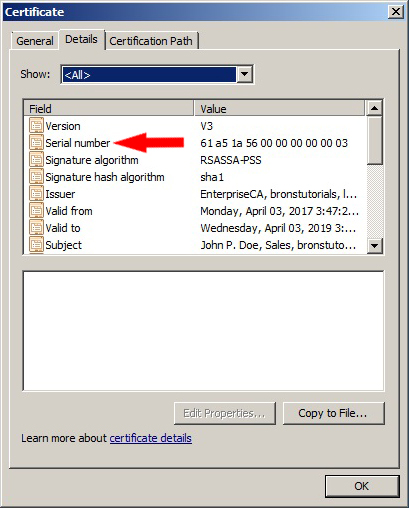 Certificate
General Details Certification Path
Show: <All>
Field Value
Version V3
Serial number 61 a5 1a 56 00 00 00 00 00 03
Signature algorithm RSASSA-PSS
Signature hash algorithm sha1
Issuer EnterpriseCA, bronstutorials, l...
Valid from Monday, April 03, 2017 3:47:2...
Valid to Wednesday, April 03, 2019 3:...
Subject John P. Doe, Sales, bronstuto...
Edit Properties... Copy to File...
Learn more about certificate details
OK